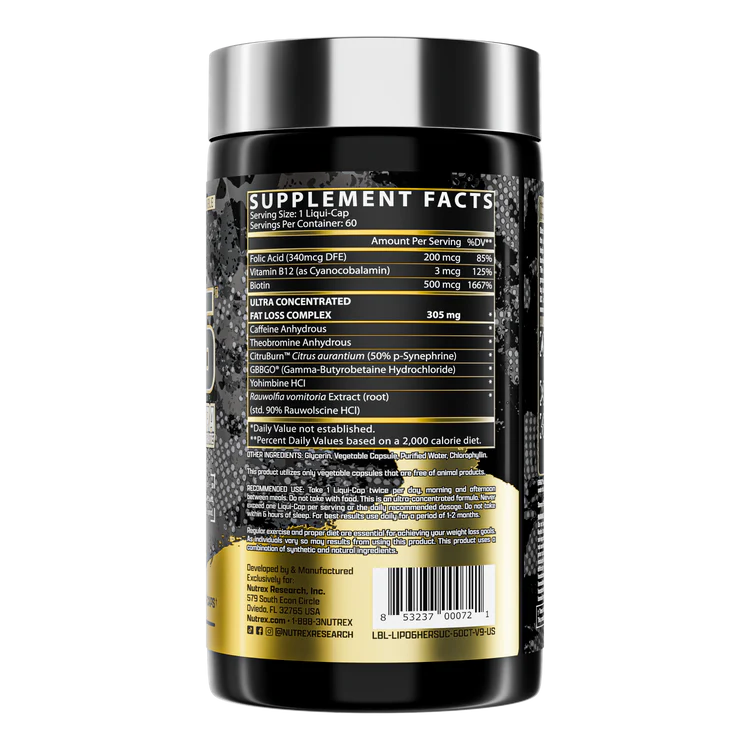 SUPPLEMENT FACTS
Serving Size: 1 Liqui-Cap
Servings Per Container: 60
Amount Per Serving %DV**
Folic Acid (340mcg DFE) 200 mcg 85%
Vitamin B12 (as Cyanocobalamin) 3 mcg 125%
Biotin 500 mcg 1667%
ULTRA CONCENTRATED
FAT LOSS COMPLEX 305 mg *
Caffeine Anhydrous *
Theobromine Anhydrous *
CitruBurn™ Citrus aurantium (50% p-Synephrine) *
GBBGO® (Gamma-Butyrobetaine Hydrochloride) *
Yohimbine HCl *
Rauwolfia vomitoria Extract (root) *
(std. 90% Rauwolscine HCl)
*Daily Value not established.
**Percent Daily Values based on a 2,000 calorie diet.
OTHER INGREDIENTS: Glycerin, Vegetable Capsule, Purified Water, Chlorophyllin.
This product utilizes only vegetable capsules that are free of animal products.
RECOMMENDED USE: Take 1 Liqui-Cap twice per day, morning and afternoon
between meals. Do not take with food. This is an ultra-concentrated formula. Never
exceed one Liqui-Cap per serving or the daily recommended dosage. Do not take
within 6 hours of sleep. For best results use daily for a period of 1-2 months.
Regular exercise and proper diet are essential for achieving your weight loss goals.
As individuals vary so may results from using this product. This product uses a
combination of synthetic and natural ingredients.
Developed by & Manufactured
Exclusively for:
Nutrex Research, Inc.
579 South Econ Circle
Oviedo, FL 32765 USA
Nutrex.com • 1-888-3NUTREX
@NUTREXRESEARCH
8 53237 00072 1
LBL-LIPO6HERSUC-60CT-V9-US